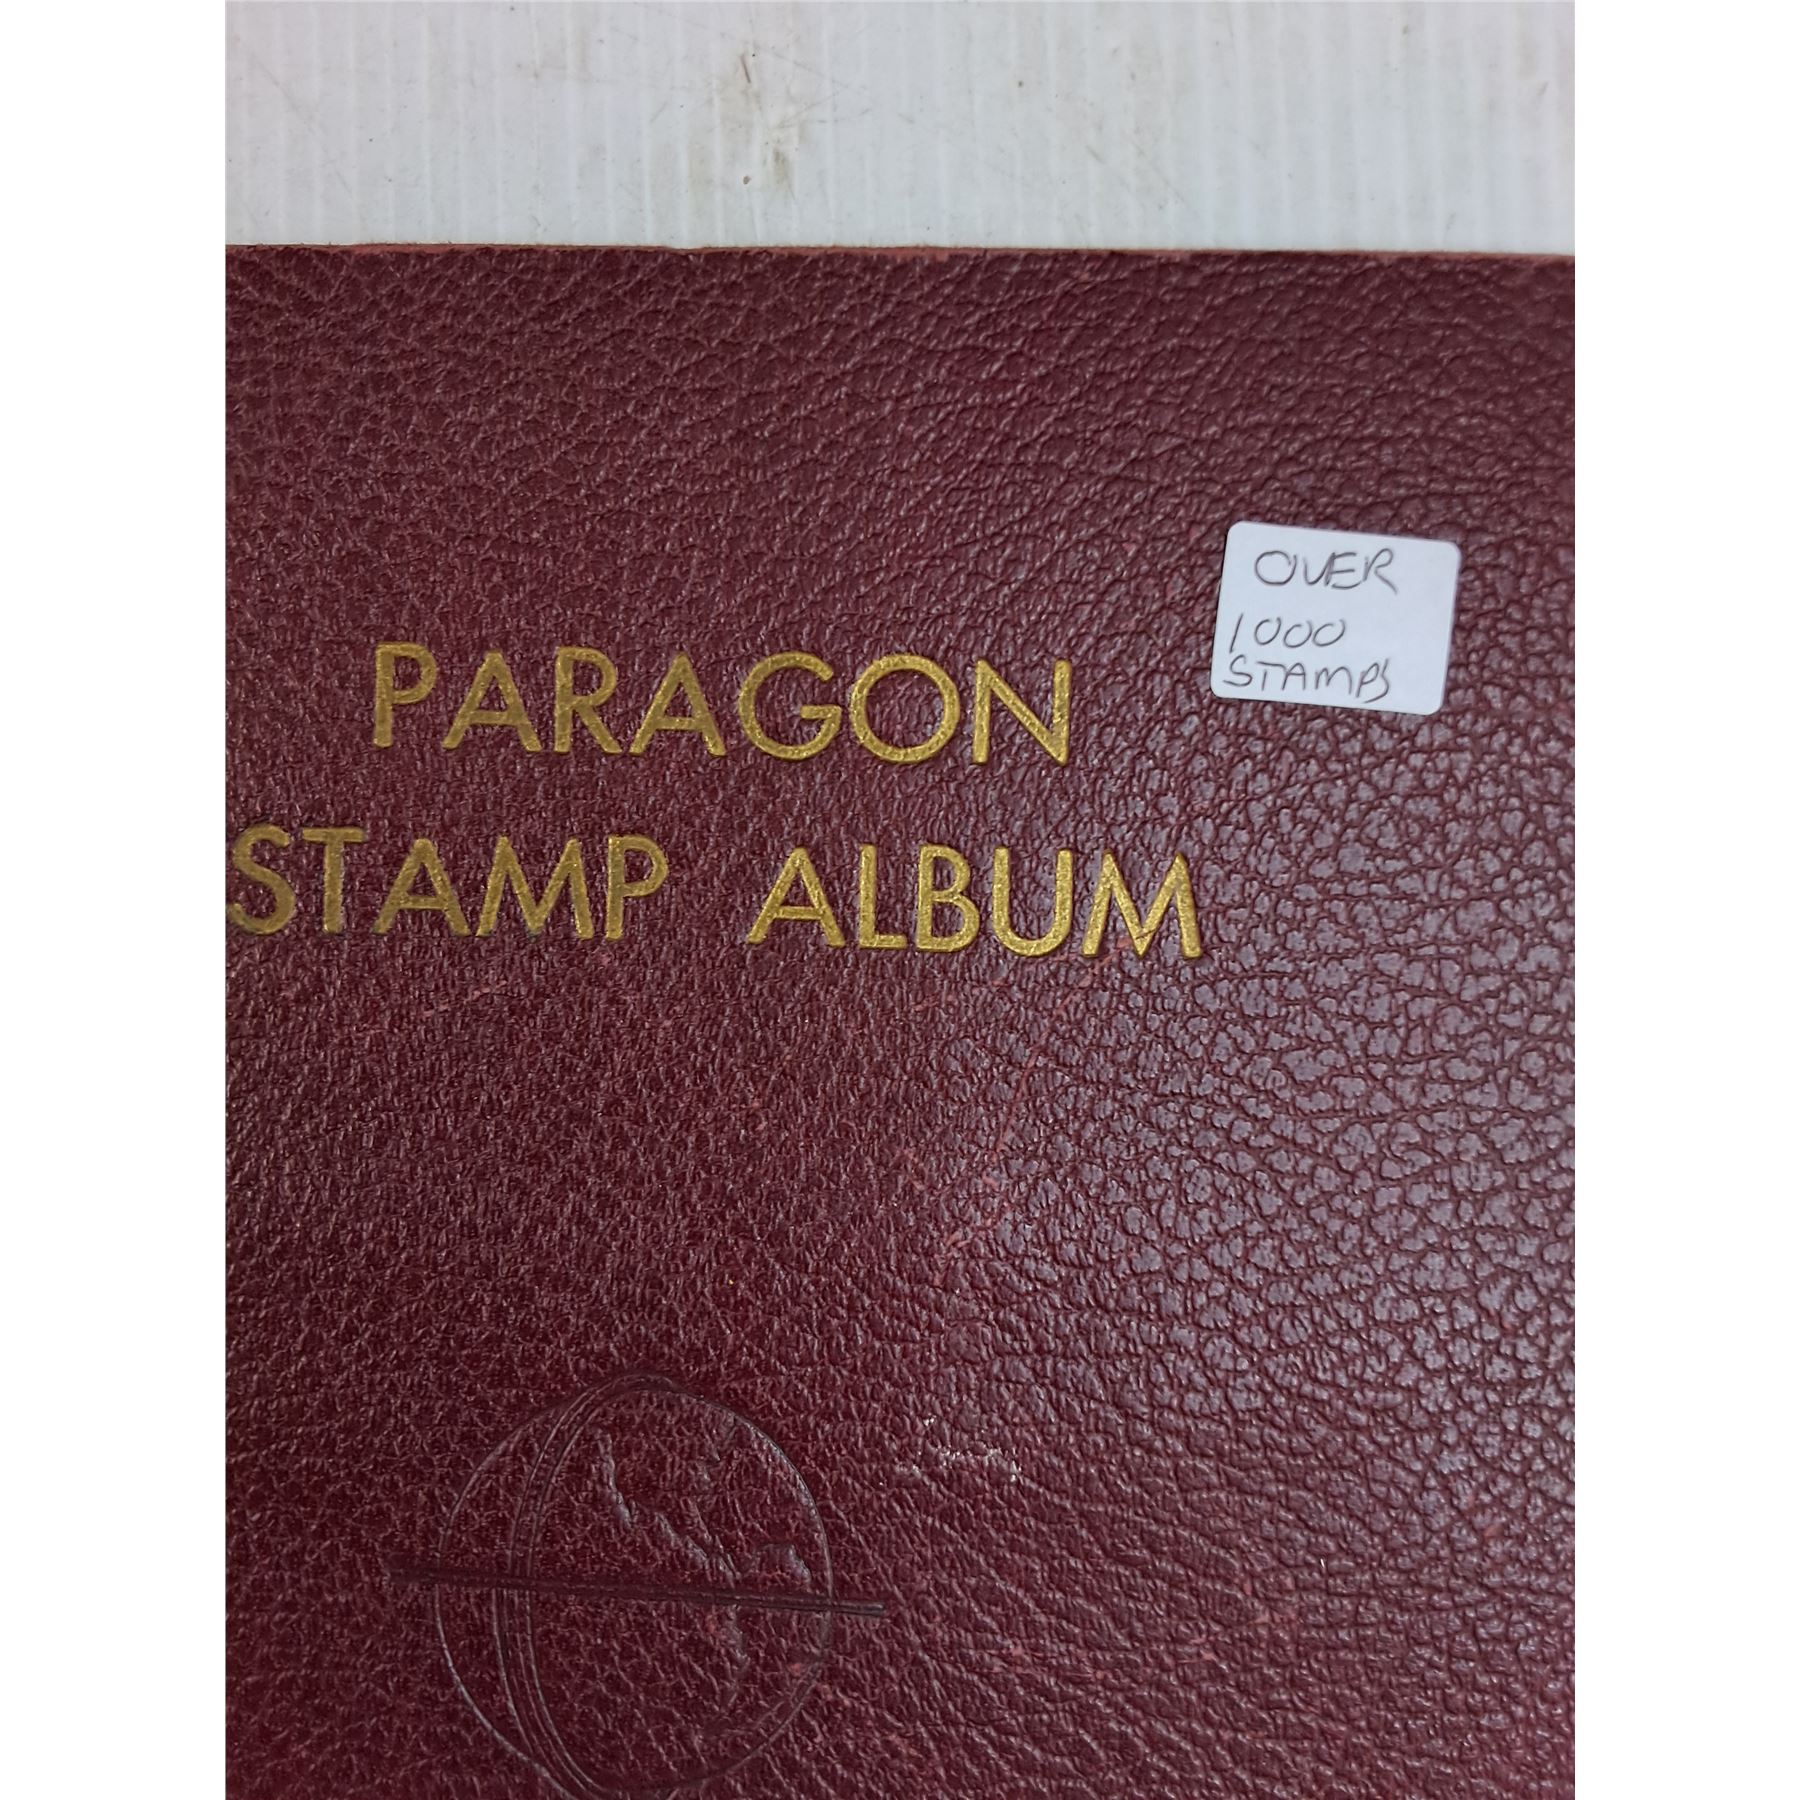 OVER
1000
STAMPS
PARAGON
STAMP ALBUM